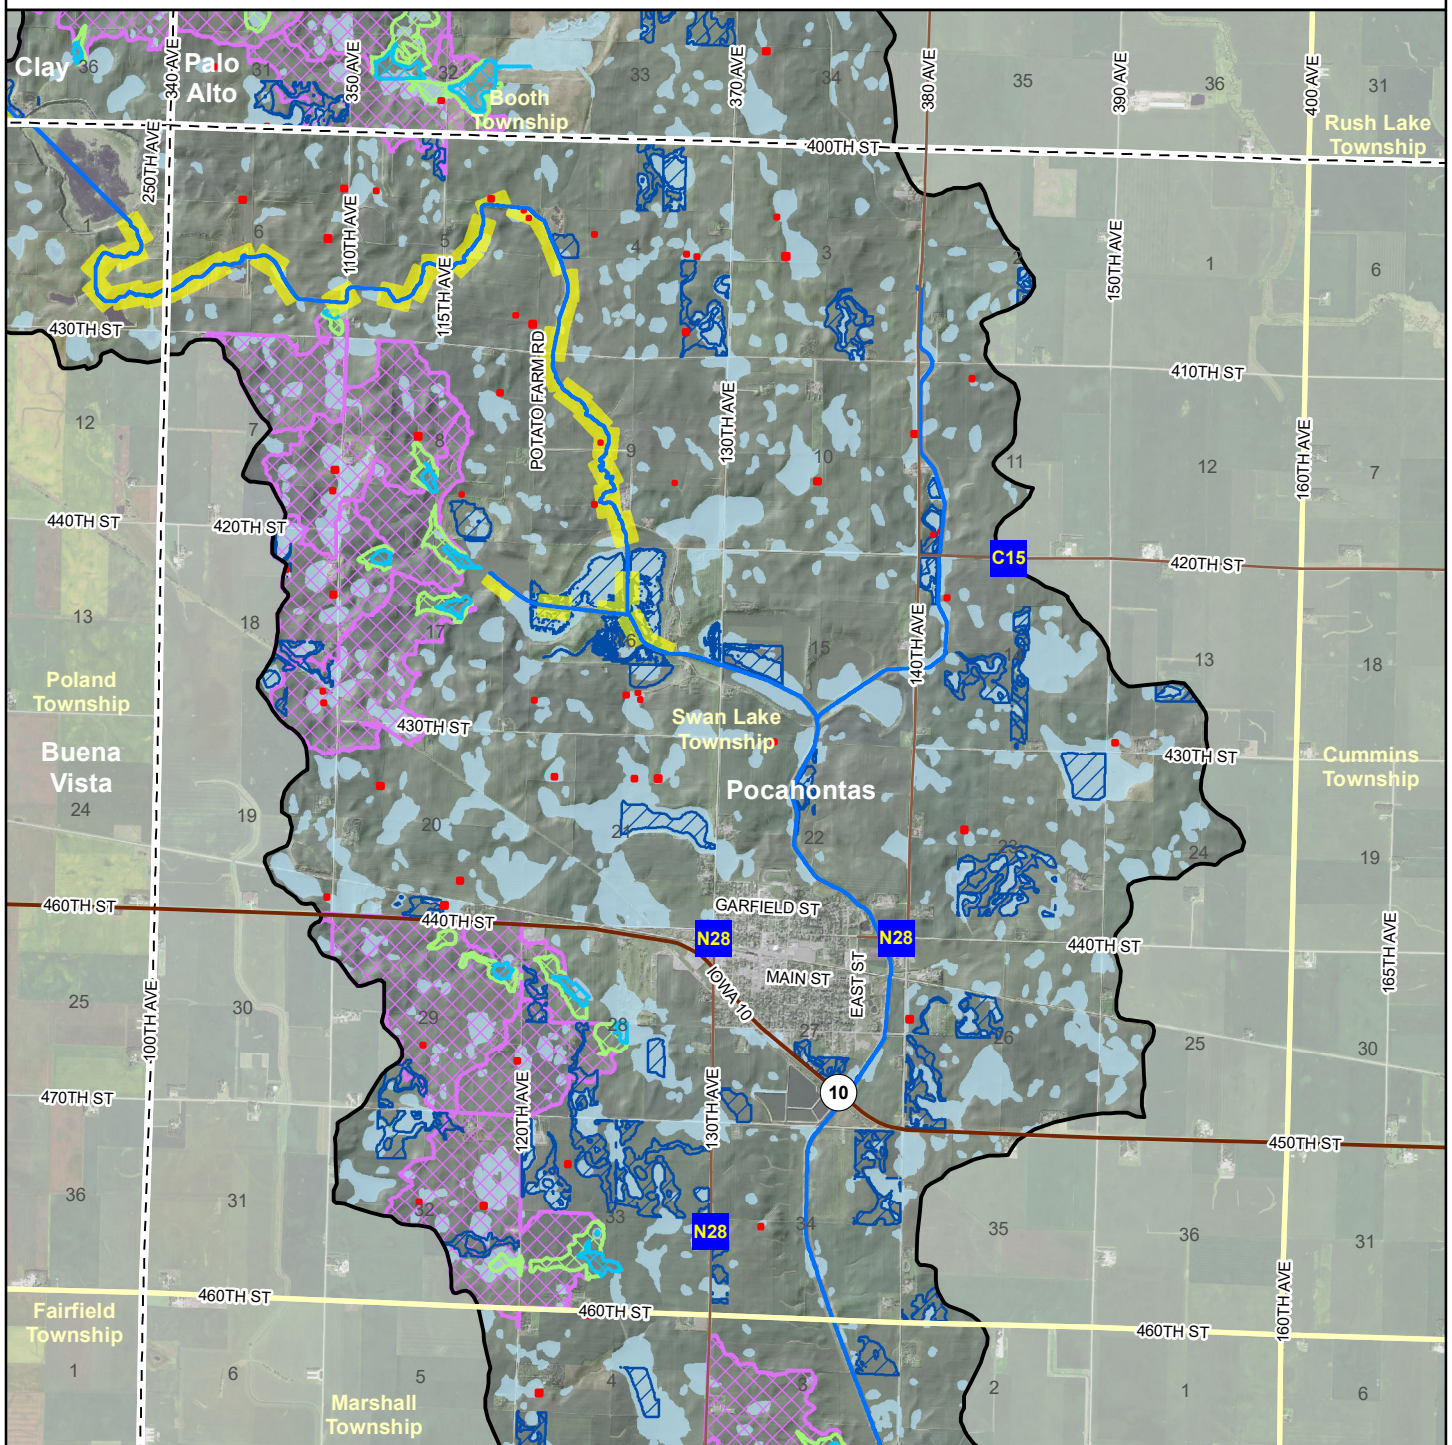 Clay
36
340 AVE
Palo
Alto
31
350 AVE
32
Booth
Township
33
370 AVE
34
380 AVE
35
390 AVE
36
400 AVE
31
Rush Lake
Township
400TH ST
250TH AVE
1
6
110TH AVE
5
115TH AVE
4
3
2
150TH AVE
1
6
430TH ST
POTATO FARM RD
410TH ST
12
7
8
9
130TH AVE
10
11
12
160TH AVE
7
440TH ST
420TH ST
C15
420TH ST
13
18
17
16
15
140TH AVE
14
13
18
Poland
Township
430TH ST
Swan Lake
Township
430TH ST
Cummins
Township
Buena
Vista
Pocahontas
24
19
20
21
22
23
24
19
460TH ST
440TH ST
GARFIELD ST
N28
N28
440TH ST
165TH AVE
MAIN ST
EAST ST
IOWA 10
25
100TH AVE
30
29
28
27
26
25
30
470TH ST
120TH AVE
130TH AVE
10
450TH ST
36
31
32
33
N28
34
35
36
31
460TH ST
460TH ST
460TH ST
160TH AVE
Fairfield
Township
1
6
5
4
3
2
1
6
Marshall
Township